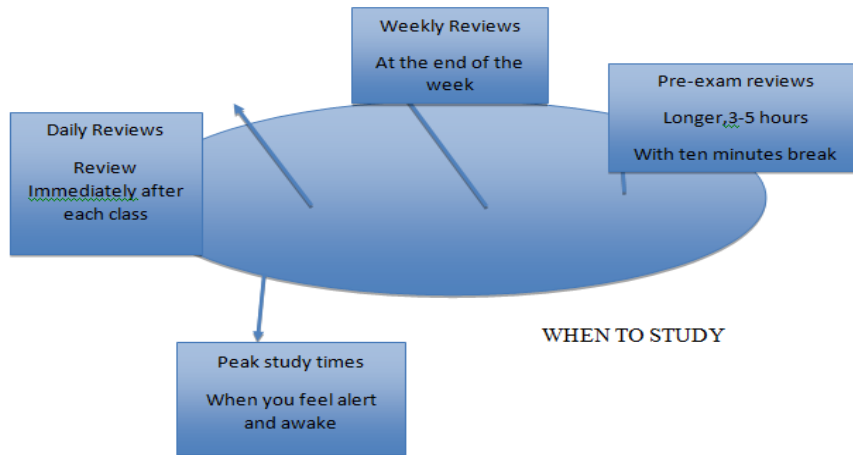 Weekly Reviews
At the end of the
week
Pre-exam reviews
Longer,3-5 hours
With ten minutes break
Daily Reviews
Review
Immediately after
each class
WHEN TO STUDY
Peak study times
When you feel alert
and awake